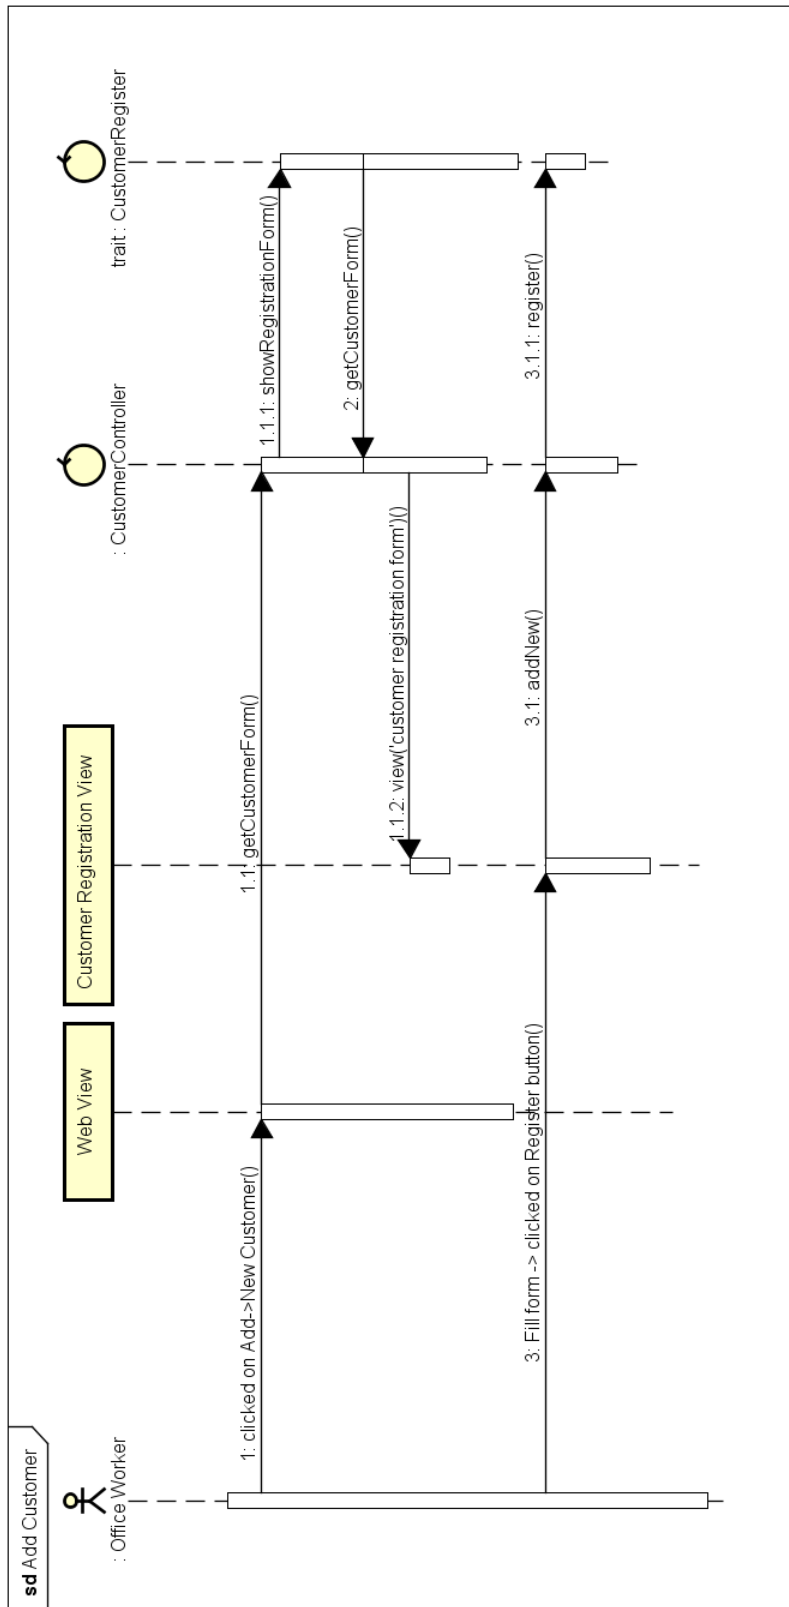 sd Add Customer
: Office Worker
Web View
Customer Registration View
: CustomerController
trait : CustomerRegister
1: clicked on Add->New Customer()
1.1: getCustomerForm()
1.1.1: showRegistrationForm()
2: getCustomerForm()
1.1.2: view('customer registration form')()
3: Fill form -> clicked on Register button()
3.1: addNew()
3.1.1: register()